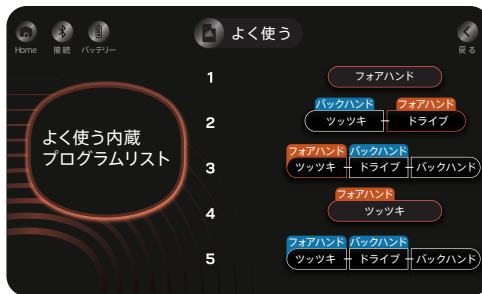 Home 接続 バッテリー
よく使う
戻る
よく使う内蔵
プログラムリスト
1
フォアハンド
2
バックハンド フォアハンド
ツッツキ ドライブ
3
フォアハンド バックハンド
ツッツキ ドライブ バックハンド
4
フォアハンド
ツッツキ
5
フォアハンド バックハンド
ツッツキ ドライブ バックハンド